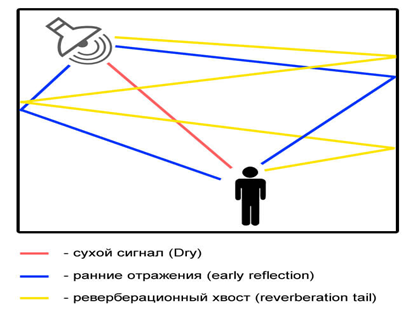 - сухой сигнал (Dry)
- ранние отражения (early reflection)
- реверберационный хвост (reverberation tail)